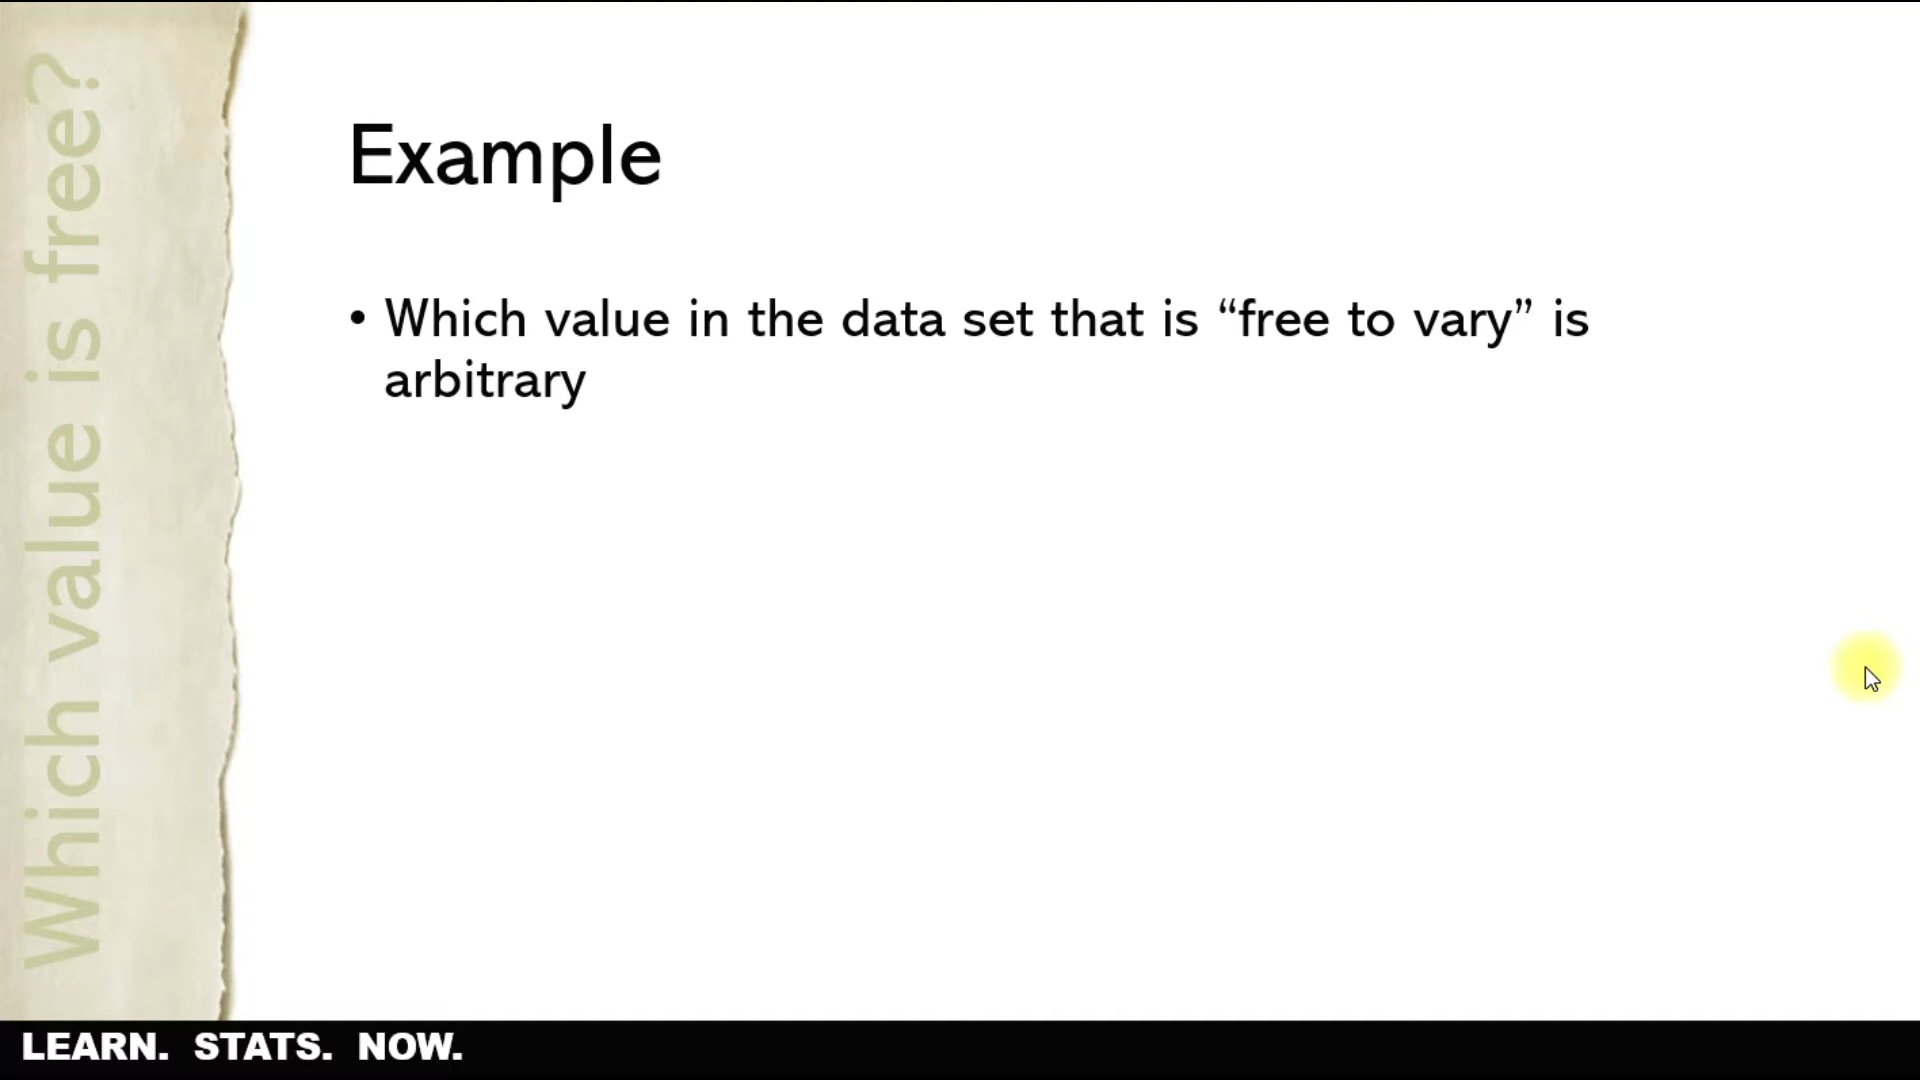 Which value is free?
Example
• Which value in the data set that is “free to vary” is
arbitrary
LEARN. STATS. NOW.